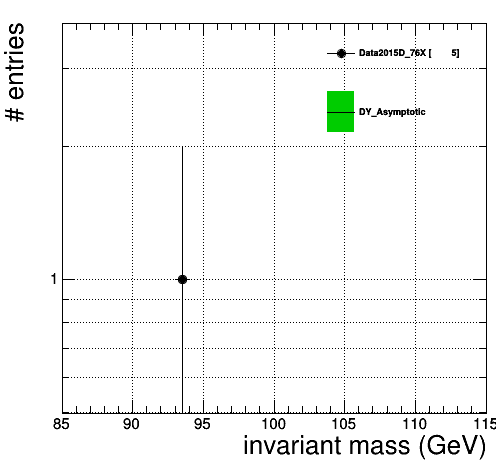 # entries
Data2015D_76X [ 5]
DY_Asymptotic
1
85 90 95 100 105 110 115
invariant mass (GeV)